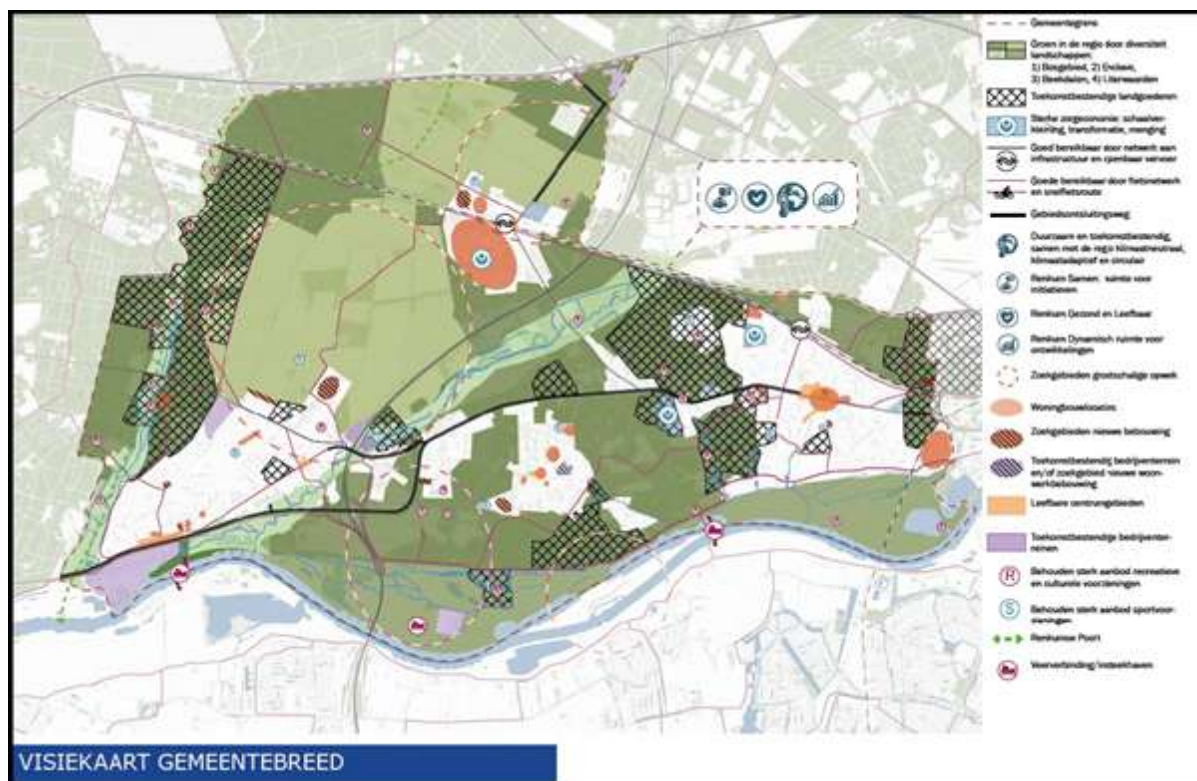 Gemeentegrens
Groen in de regio door diversiteit
landschappen:
1) Bosgebied, 2) Enclave,
3) Beekdalen, 4) Uiterwaarden
Toekomstbestendige landgoederen
Sterke zorgeconomie: schaalver-
kleining, transformatie, menging
Goed bereikbaar door netwerk aan
infrastructuur en openbaar vervoer
Goede bereikbaar door fietsnetwerk
en snelfietsroute
Gebiedsontsluitingsweg
Duurzaam en toekomstbestendig,
samen met de regio klimaatneutraal,
klimaatadaptief en circulair
Renkum Samen: ruimte voor
initiatieven
Renkum Gezond en Leefbaar
Renkum Dynamisch ruimte voor
ontwikkelingen
Zoekgebieden grootschalige opwek
Woningbouwlocaties
Zoekgebieden nieuwe bebouwing
Toekomstbestendig bedrijventerrein
en/of zoekgebied nieuwe woon-
werkbebouwing
Leefbare centrumgebieden
Toekomstbestendige bedrijventer-
reinen
R
Behouden sterk aanbod recreatieve
en culturele voorzieningen
S
Behouden sterk aanbod sportvoor-
zieningen
Renkumse Poort
Veerverbinding/insteekhaven
VISIEKAART GEMEENTEBREED